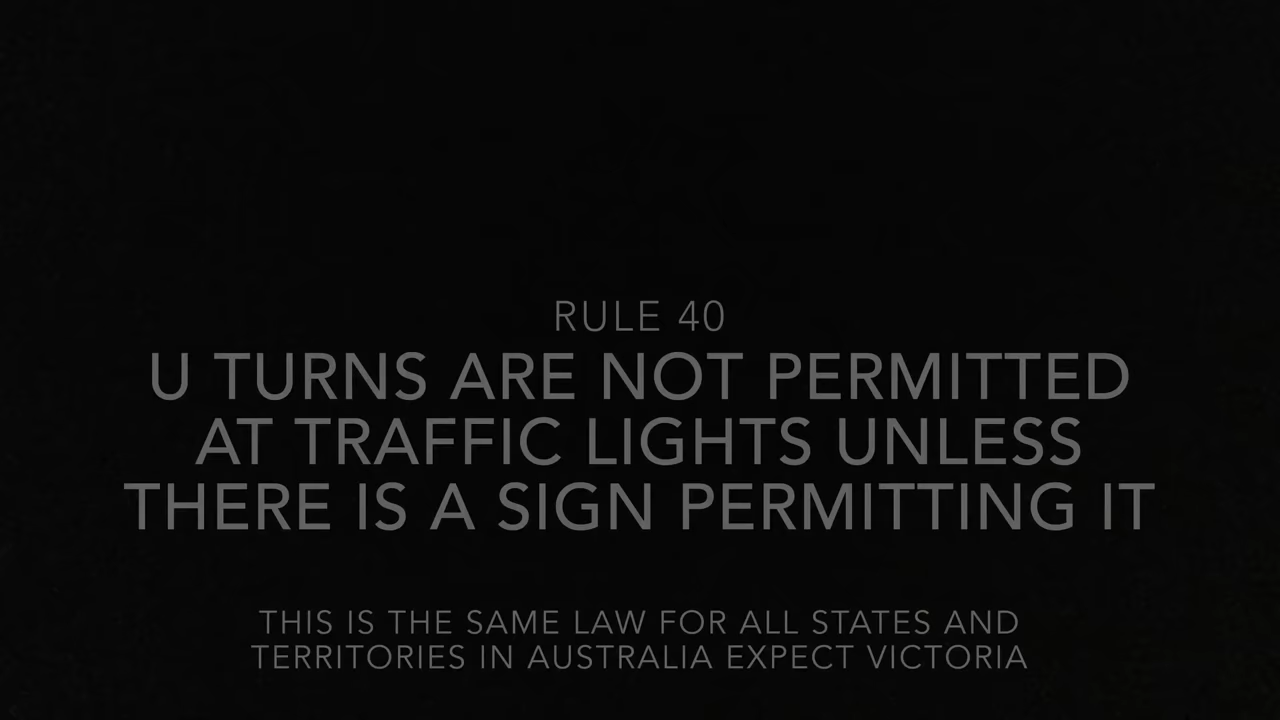 RULE 40
U TURNS ARE NOT PERMITTED
AT TRAFFIC LIGHTS UNLESS
THERE IS A SIGN PERMITTING IT
THIS IS THE SAME LAW FOR ALL STATES AND
TERRITORIES IN AUSTRALIA EXPECT VICTORIA